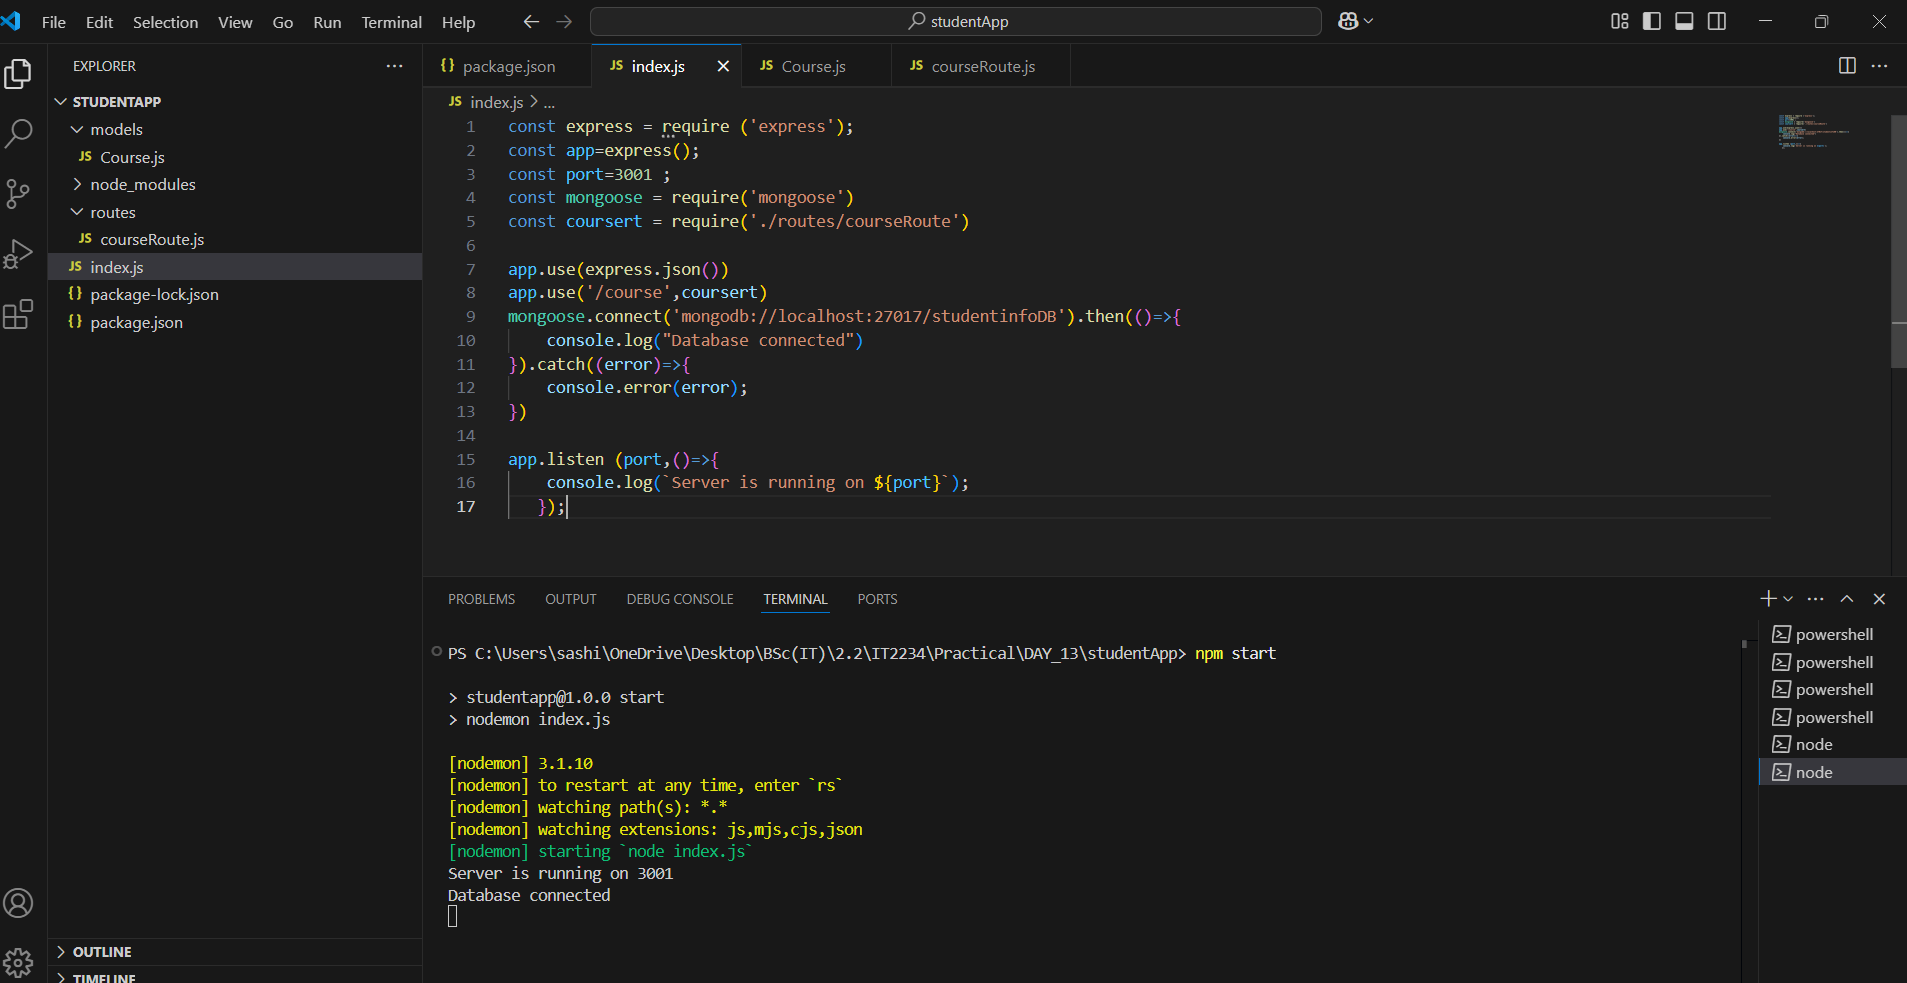 File Edit Selection View Go Run Terminal Help
studentApp
EXPLORER
STUDENTAPP
models
JS Course.js
node_modules
routes
JS courseRoute.js
JS index.js
{} package-lock.json
{} package.json
OUTLINE
TIMELINE
{} package.json JS index.js JS Course.js JS courseRoute.js
JS index.js > ...
1 const express = require ('express');
2 const app=express();
3 const port=3001 ;
4 const mongoose = require('mongoose')
5 const coursert = require('./routes/courseRoute')
6
7 app.use(express.json())
8 app.use('/course',coursert)
9 mongoose.connect('mongodb://localhost:27017/studentinfoDB').then(()=>{
10 console.log("Database connected")
11 }).catch((error)=>{
12 console.error(error);
13 })
14
15 app.listen (port,()=>{
16 console.log(`Server is running on ${port}`);
17 });
PROBLEMS OUTPUT DEBUG CONSOLE TERMINAL PORTS
PS C:\Users\sashi\OneDrive\Desktop\BSc(IT)\2.2\IT2234\Practical\DAY_13\studentApp> npm start
> studentapp@1.0.0 start
> nodemon index.js
[nodemon] 3.1.10
[nodemon] to restart at any time, enter `rs`
[nodemon] watching path(s): *.*
[nodemon] watching extensions: js,mjs,cjs,json
[nodemon] starting `node index.js`
Server is running on 3001
Database connected
powershell
powershell
powershell
powershell
node
node